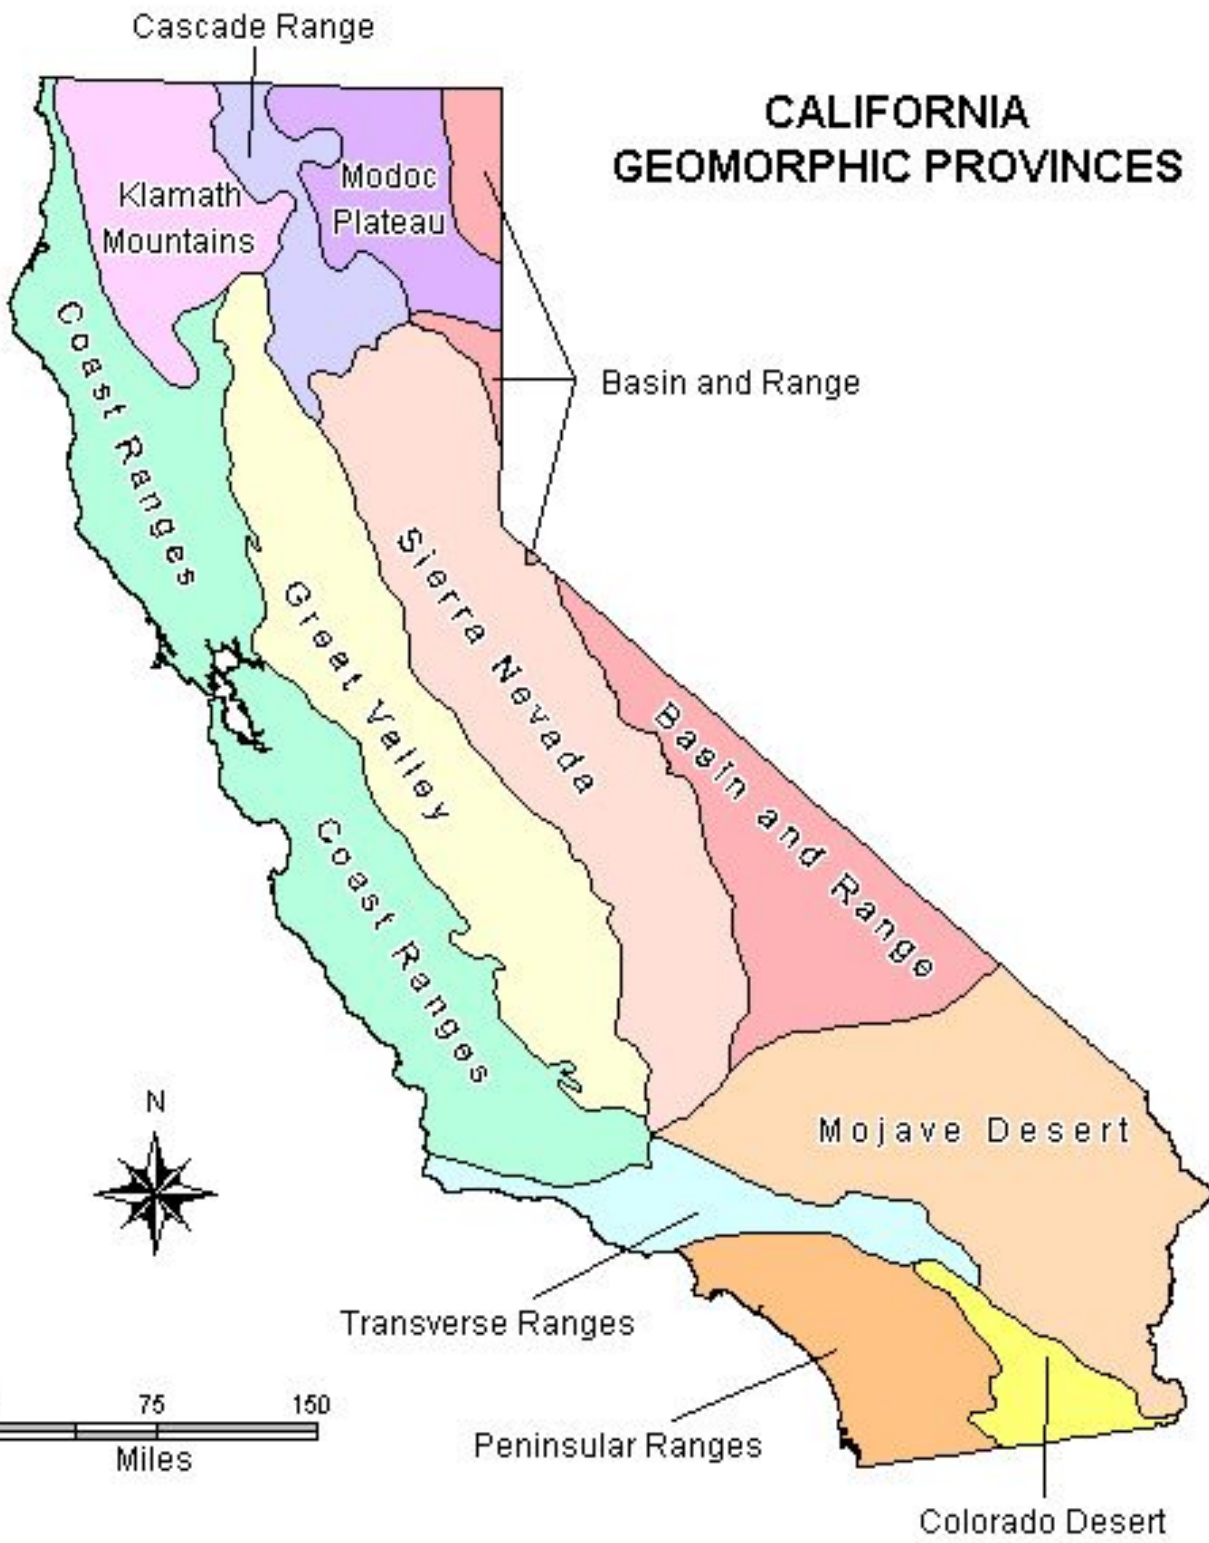 Cascade Range
CALIFORNIA
GEOMORPHIC PROVINCES
Klamath
Mountains
Modoc
Plateau
Coast Ranges
Basin and Range
Sierra Nevada
Great Valley
Basin and Range
Coast Ranges
N
Mojave Desert
Transverse Ranges
75 150
Miles
Peninsular Ranges
Colorado Desert